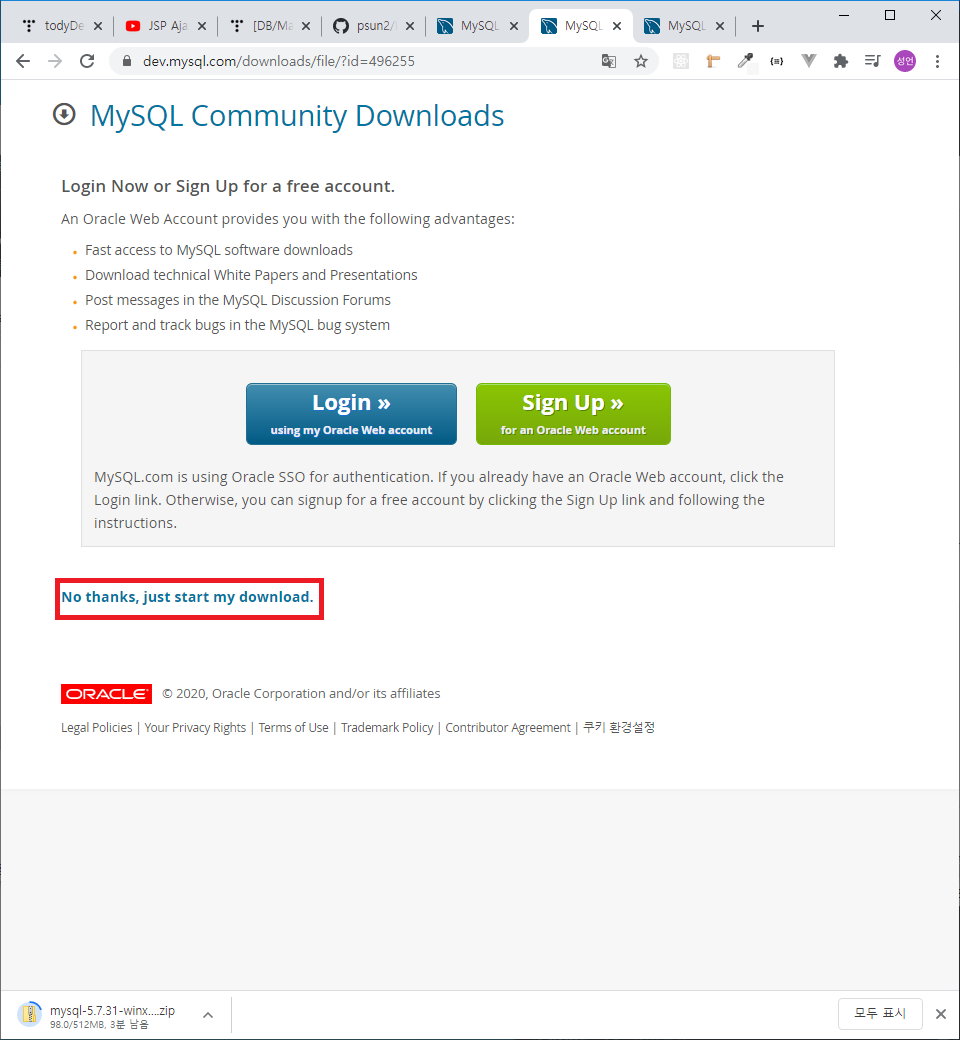 todyDe
JSP Aja
[DB/Ma
psun2/
MySQL
MySQL
MySQL
dev.mysql.com/downloads/file/?id=496255
성언
MySQL Community Downloads
Login Now or Sign Up for a free account.
An Oracle Web Account provides you with the following advantages:
Fast access to MySQL software downloads
Download technical White Papers and Presentations
Post messages in the MySQL Discussion Forums
Report and track bugs in the MySQL bug system
Login »
using my Oracle Web account
Sign Up »
for an Oracle Web account
MySQL.com is using Oracle SSO for authentication. If you already have an Oracle Web account, click the
Login link. Otherwise, you can signup for a free account by clicking the Sign Up link and following the
instructions.
No thanks, just start my download.
ORACLE
© 2020, Oracle Corporation and/or its affiliates
Legal Policies | Your Privacy Rights | Terms of Use | Trademark Policy | Contributor Agreement | 쿠키 환경설정
mysql-5.7.31-winx....zip
98.0/512MB, 3분 남음
모두 표시